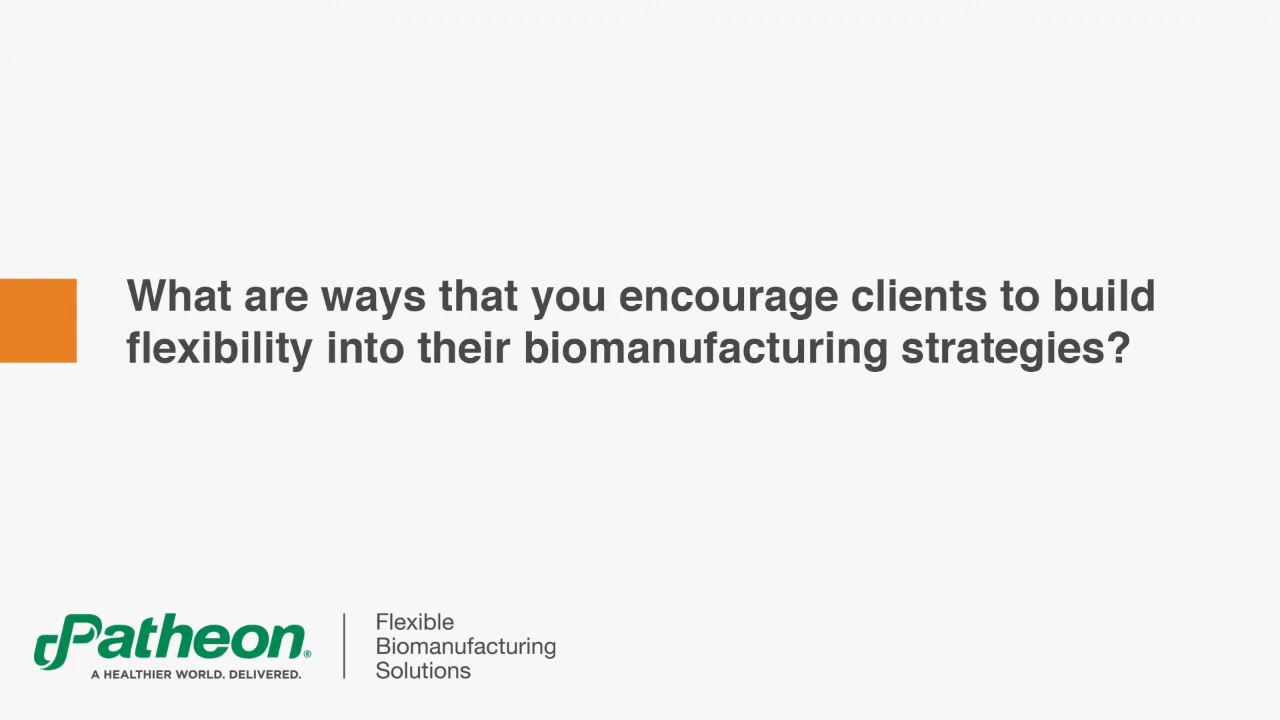 What are ways that you encourage clients to build
flexibility into their biomanufacturing strategies?
Patheon®
A HEALTHIER WORLD. DELIVERED.
Flexible
Biomanufacturing
Solutions